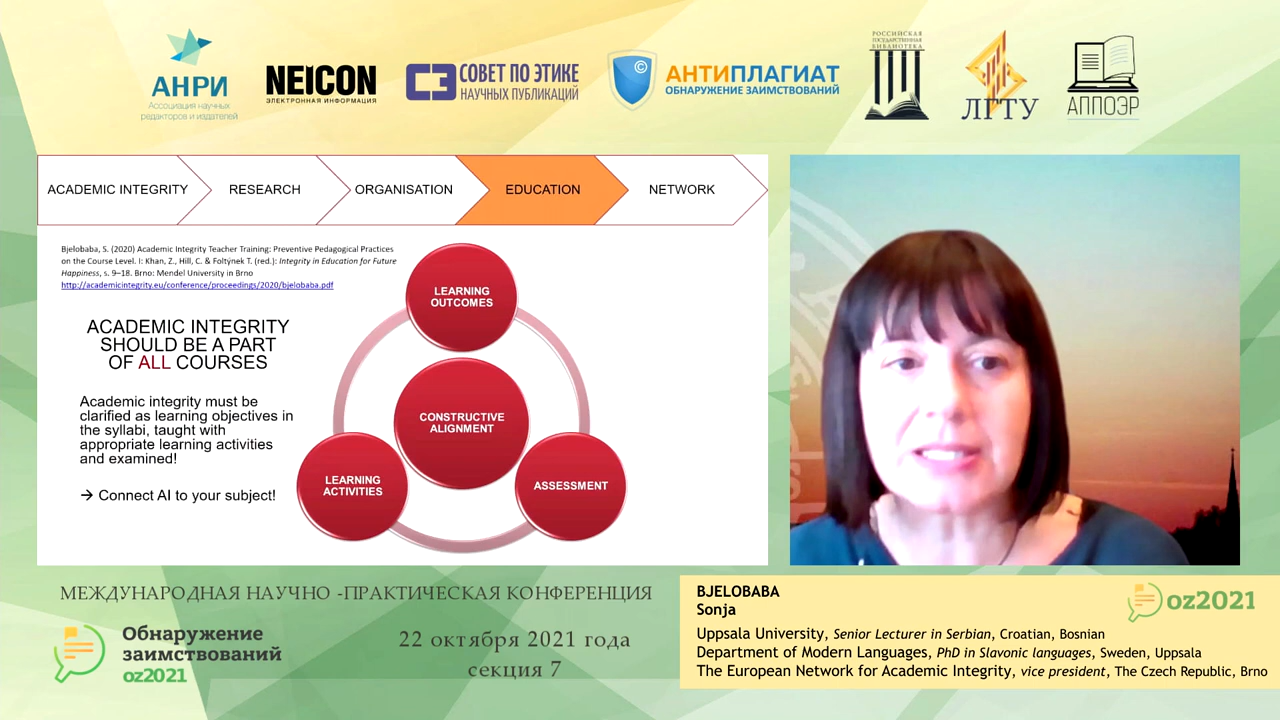 АНРИ
Ассоциация научных
редакторов и издателей
NEICON
ЭЛЕКТРОННАЯ ИНФОРМАЦИЯ
СЭ
СОВЕТ ПО ЭТИКЕ
НАУЧНЫХ ПУБЛИКАЦИЙ
©
АНТИПЛАГИАТ
ОБНАРУЖЕНИЕ ЗАИМСТВОВАНИЙ
РОССИЙСКАЯ
ГОСУДАРСТВЕННАЯ
БИБЛИОТЕКА
ЛГТУ
АППОЭР
ACADEMIC INTEGRITY
RESEARCH
ORGANISATION
EDUCATION
NETWORK
Bjelobaba, S. (2020) Academic Integrity Teacher Training: Preventive Pedagogical Practices
on the Course Level. I: Khan, Z., Hill, C. & Foltýnek T. (red.): Integrity in Education for Future
Happiness, s. 9–18. Brno: Mendel University in Brno
http://academicintegrity.eu/conference/proceedings/2020/bjelobaba.pdf
ACADEMIC INTEGRITY
SHOULD BE A PART
OF ALL COURSES
Academic integrity must be
clarified as learning objectives in
the syllabi, taught with
appropriate learning activities
and examined!
→ Connect AI to your subject!
LEARNING
OUTCOMES
CONSTRUCTIVE
ALIGNMENT
LEARNING
ACTIVITIES
ASSESSMENT
МЕЖДУНАРОДНАЯ НАУЧНО -ПРАКТИЧЕСКАЯ КОНФЕРЕНЦИЯ
Обнаружение
заимствований
oz2021
22 октября 2021 года
секция 7
BJELOBABA
Sonja
oz2021
Uppsala University, Senior Lecturer in Serbian, Croatian, Bosnian
Department of Modern Languages, PhD in Slavonic languages, Sweden, Uppsala
The European Network for Academic Integrity, vice president, The Czech Republic, Brno